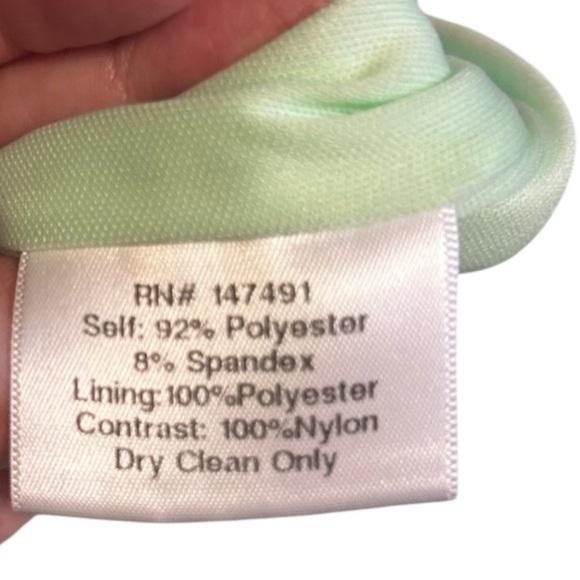 RN# 147491
Self: 92% Polyester
8% Spandex
Lining:100%Polyester
Contrast: 100%Nylon
Dry Clean Only